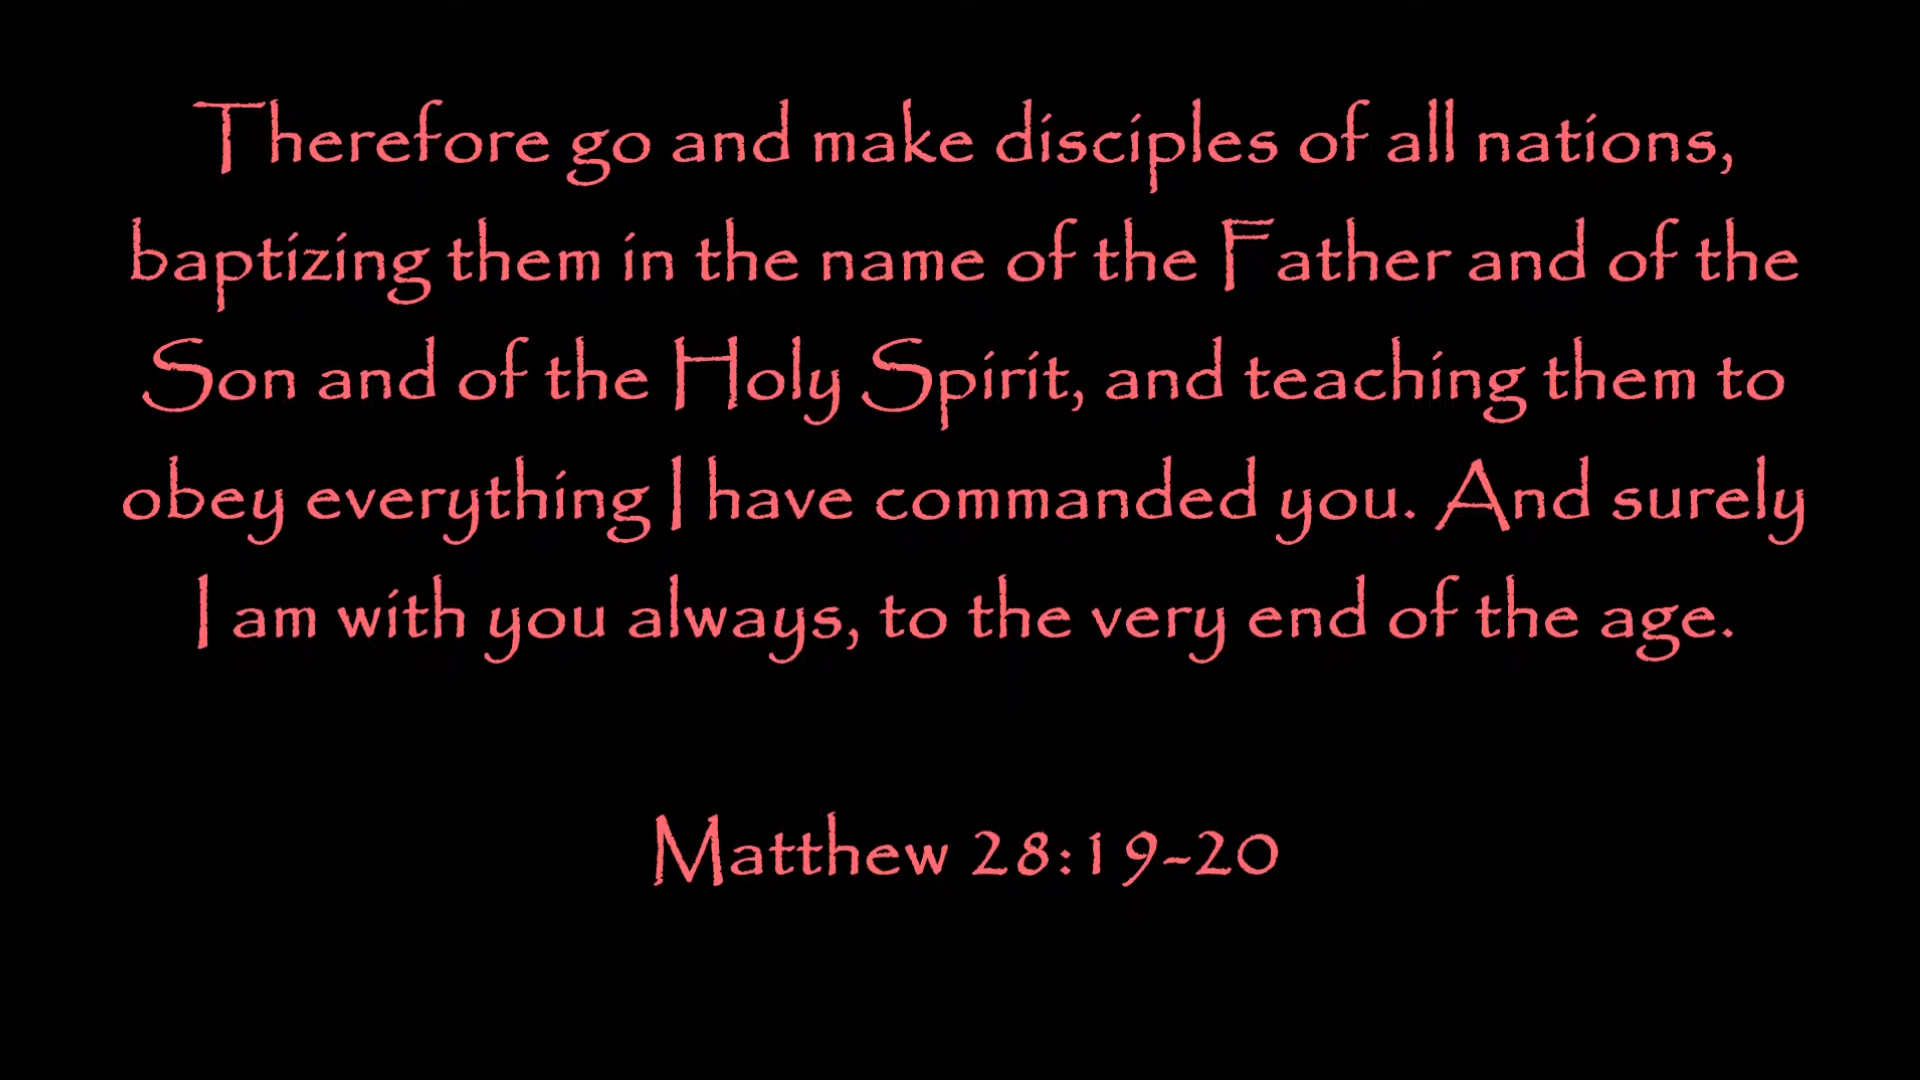 Therefore go and make disciples of all nations,
baptizing them in the name of the Father and of the
Son and of the Holy Spirit, and teaching them to
obey everything I have commanded you. And surely
I am with you always, to the very end of the age.
Matthew 28:19-20